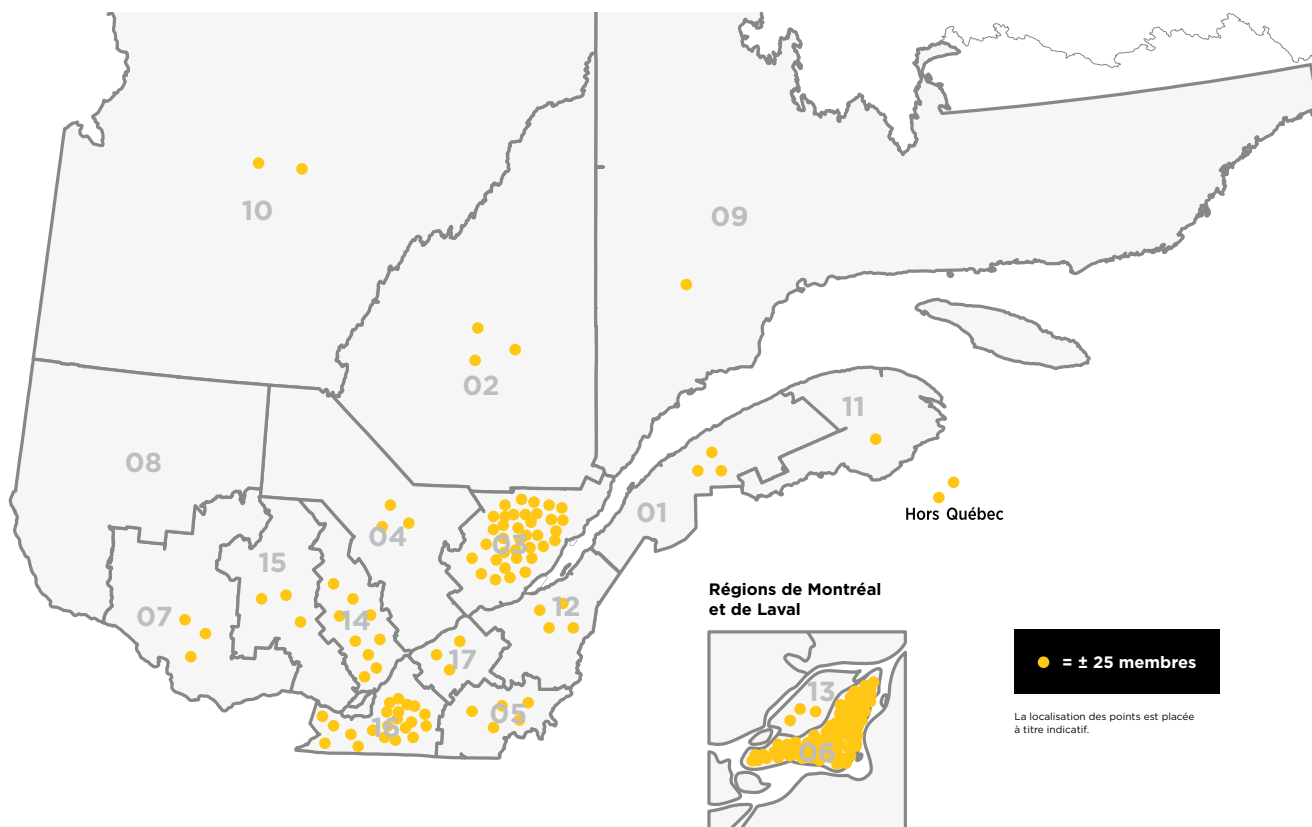 10
09
02
11
08
01
03
04
15
07
14
12
17
16
05
Hors Québec
Régions de Montréal
et de Laval
13
06
= ± 25 membres
La localisation des points est placée
à titre indicatif.